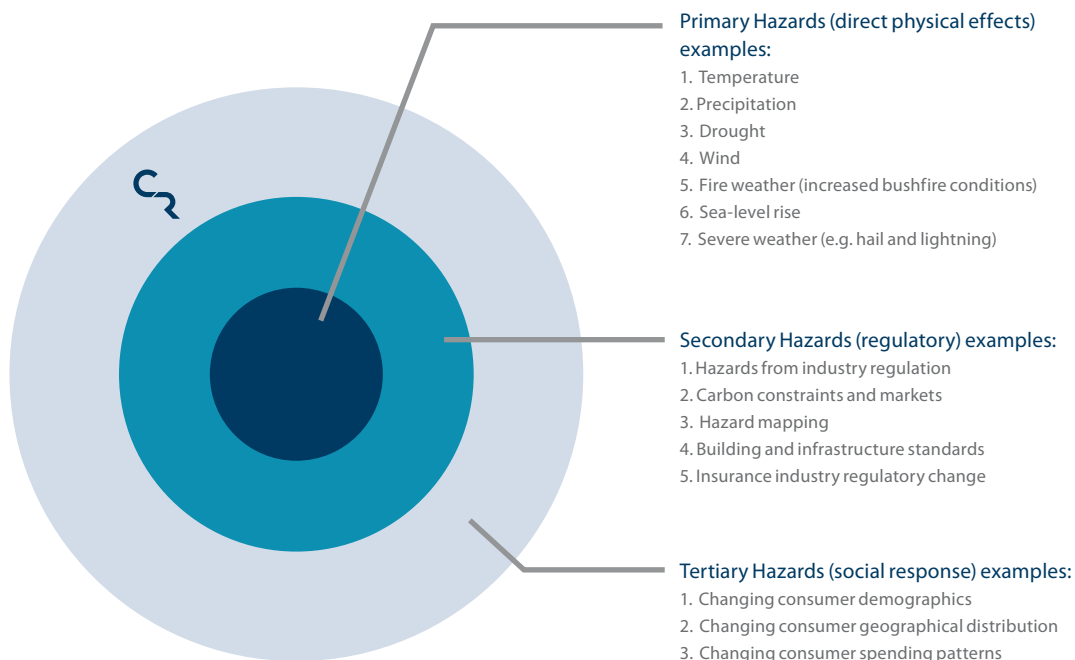 Primary Hazards (direct physical effects)
examples:
1. Temperature
2. Precipitation
3. Drought
4. Wind
5. Fire weather (increased bushfire conditions)
6. Sea-level rise
7. Severe weather (e.g. hail and lightning)
CR
Secondary Hazards (regulatory) examples:
1. Hazards from industry regulation
2. Carbon constraints and markets
3. Hazard mapping
4. Building and infrastructure standards
5. Insurance industry regulatory change
Tertiary Hazards (social response) examples:
1. Changing consumer demographics
2. Changing consumer geographical distribution
3. Changing consumer spending patterns